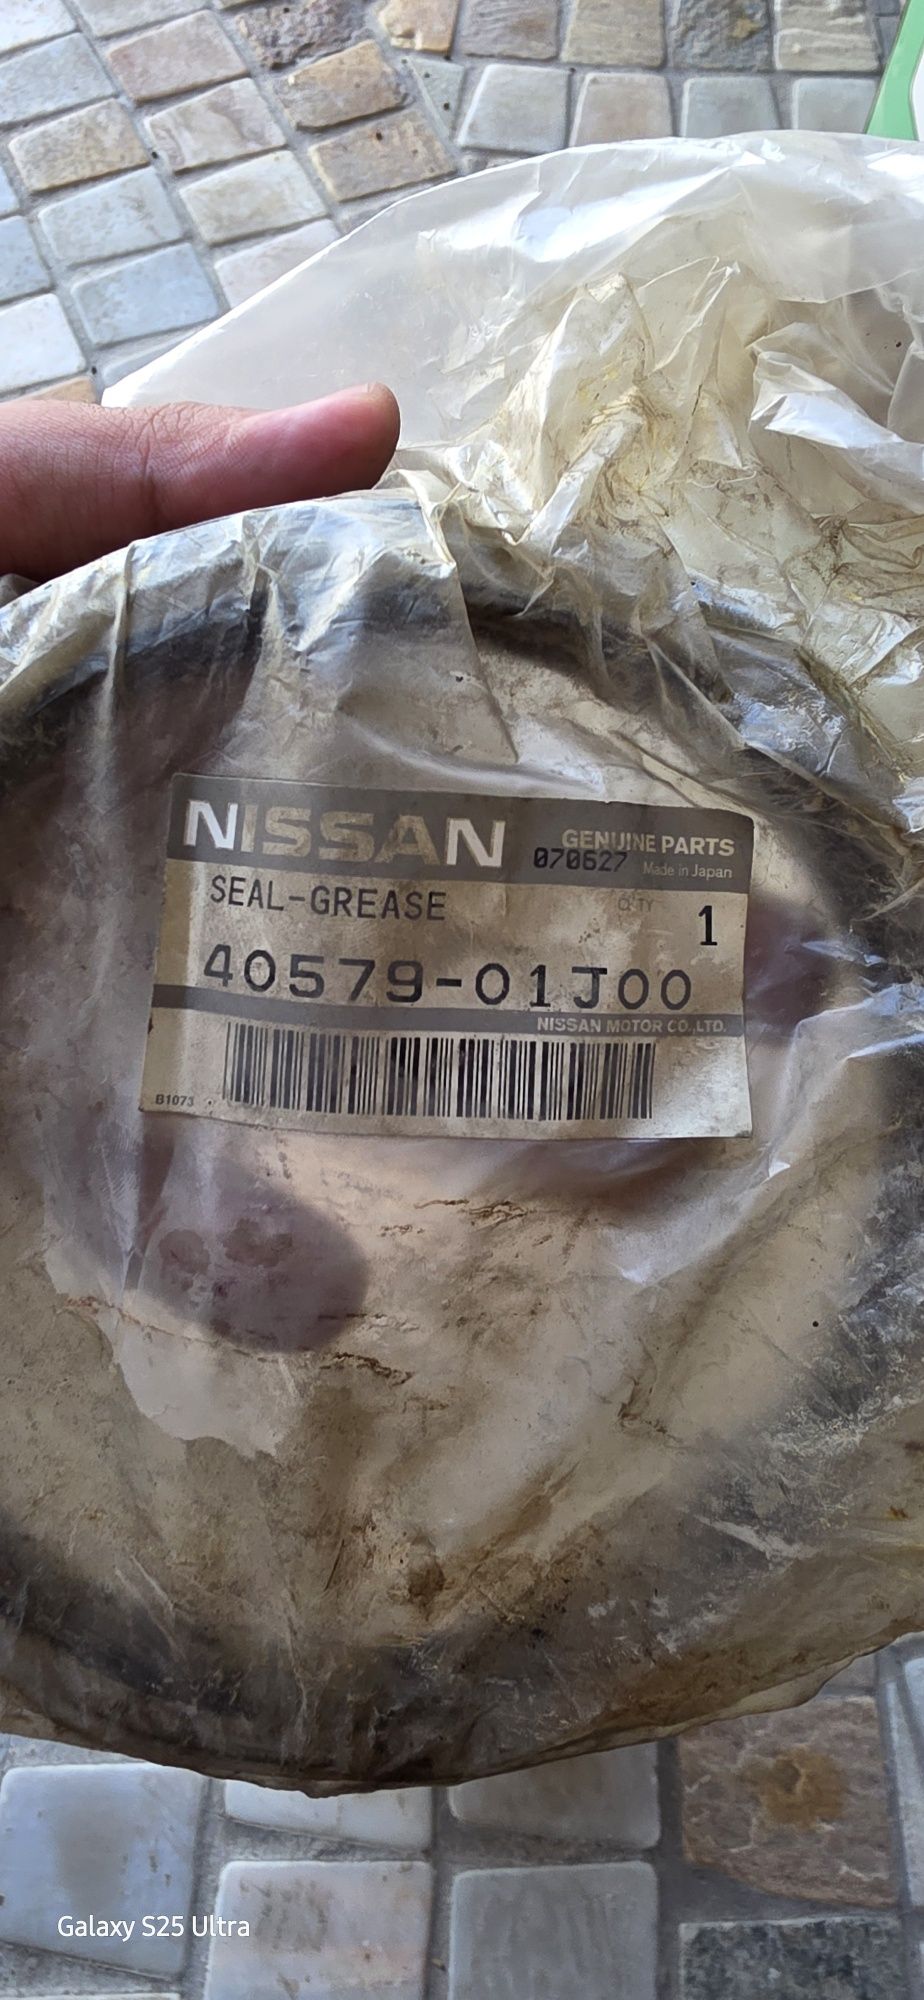 NISSAN
GENUINE PARTS
070627 Made in Japan
SEAL-GREASE
Q'TY 1
40579-01J00
NISSAN MOTOR CO.,LTD.
B1073
Galaxy S25 Ultra